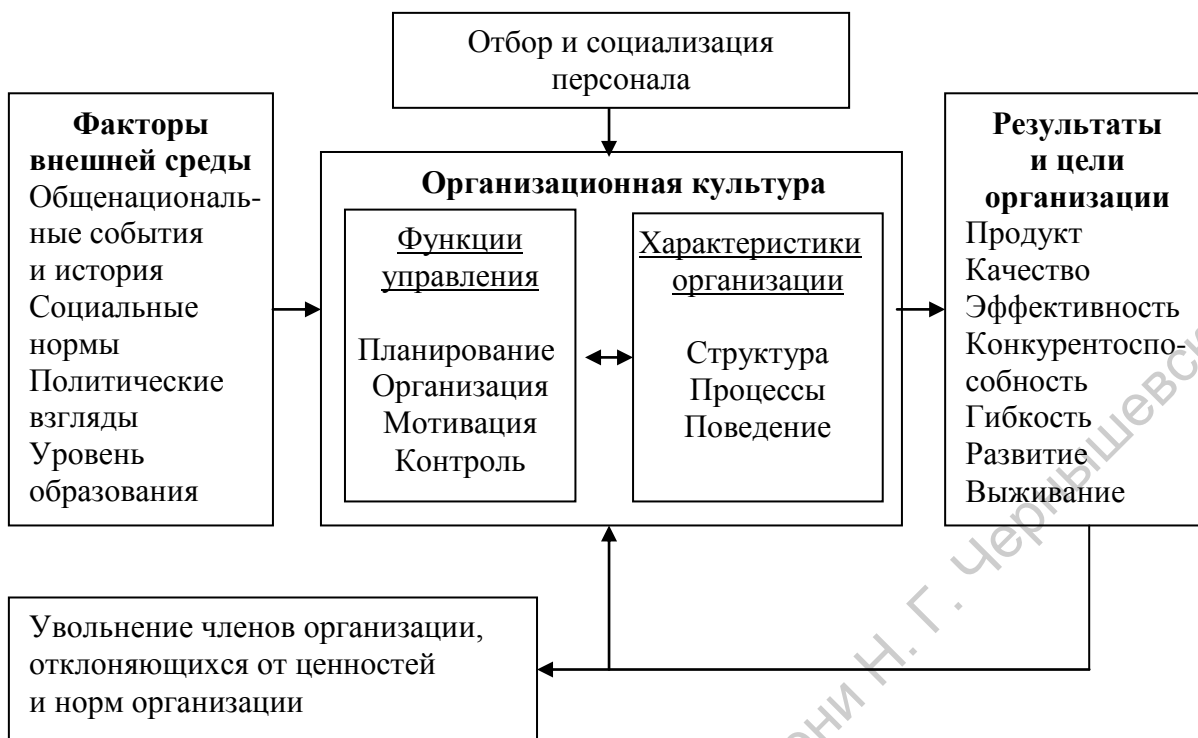 Отбор и социализация
персонала
Факторы
внешней среды
Общенациональ-
ные события
и история
Социальные
нормы
Политические
взгляды
Уровень
образования
Организационная культура
Функции
управления
Планирование
Организация
Мотивация
Контроль
Характеристики
организации
Структура
Процессы
Поведение
Результаты
и цели
организации
Продукт
Качество
Эффективность
Конкурентоспо-
собность
Гибкость
Развитие
Выживание
Увольнение членов организации,
отклоняющихся от ценностей
и норм организации
Н. Г.